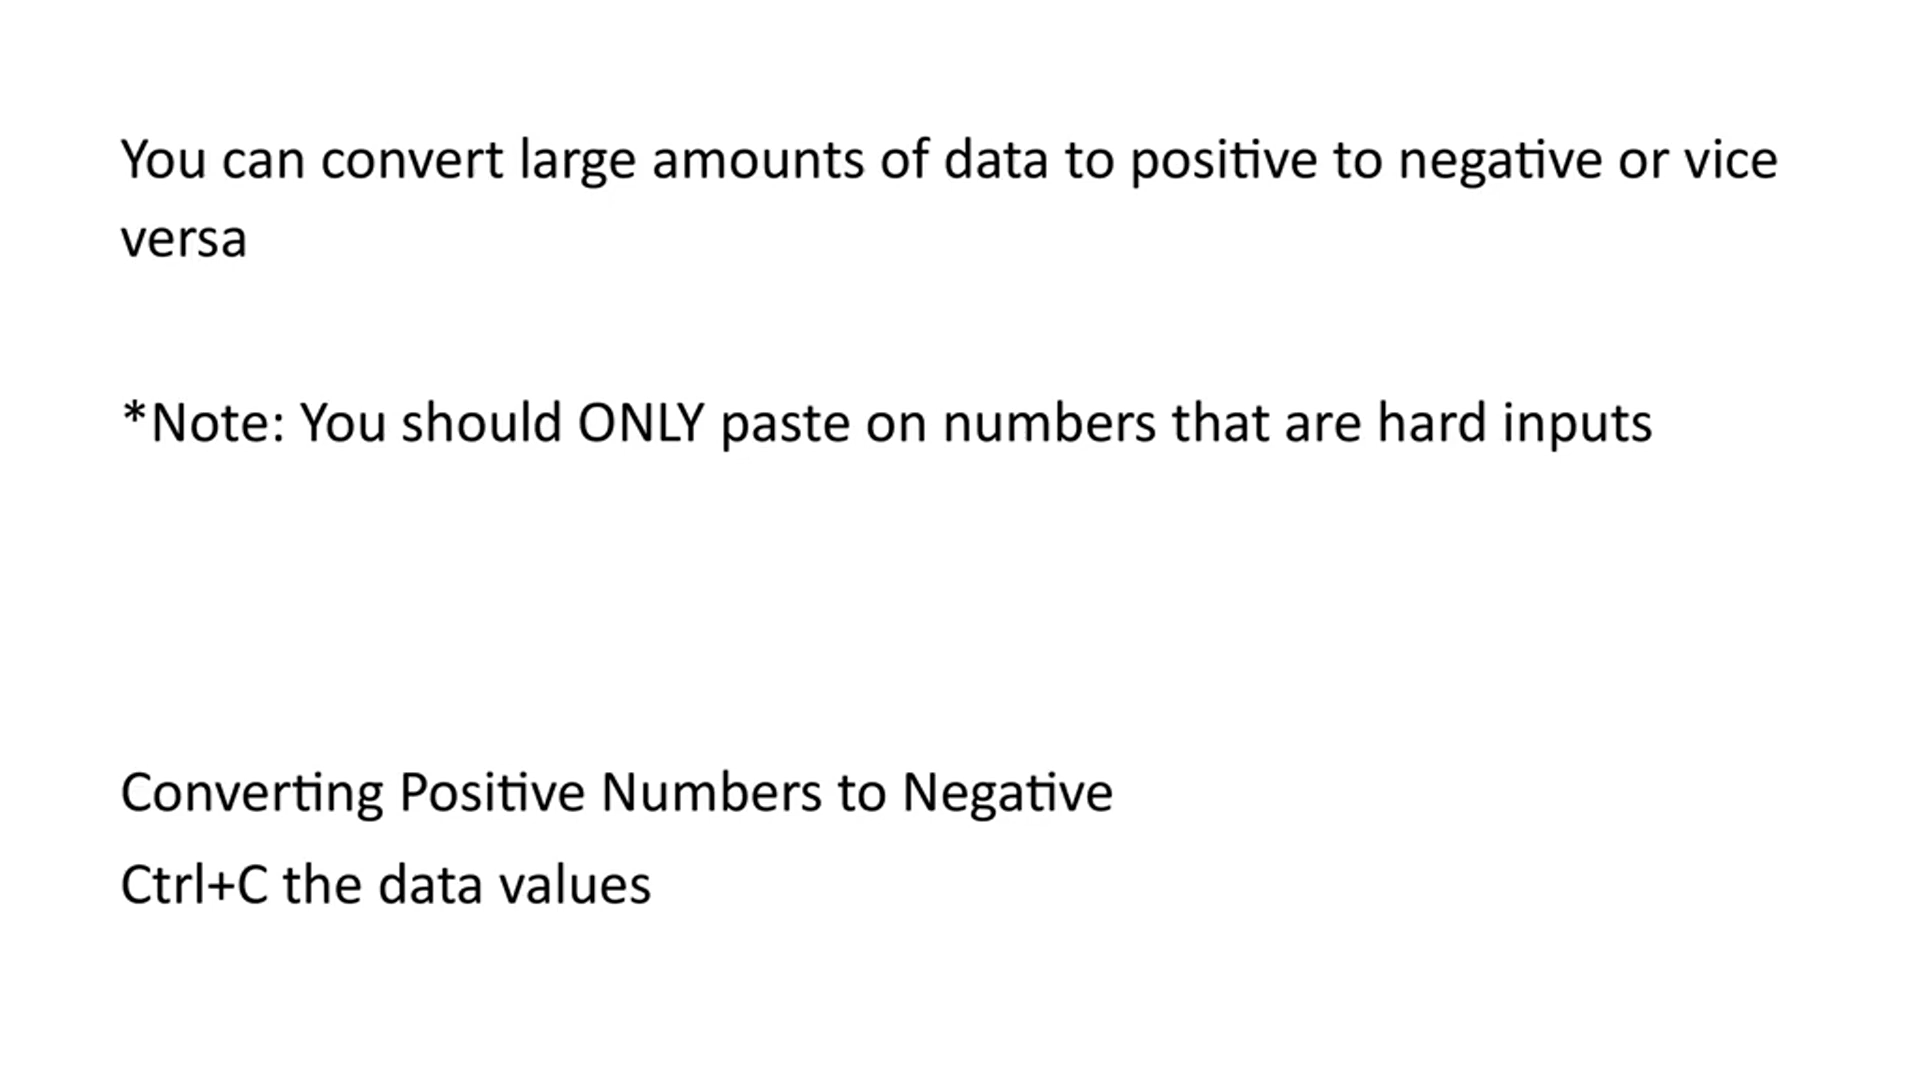 You can convert large amounts of data to positive to negative or vice
versa
*Note: You should ONLY paste on numbers that are hard inputs
Converting Positive Numbers to Negative
Ctrl+C the data values